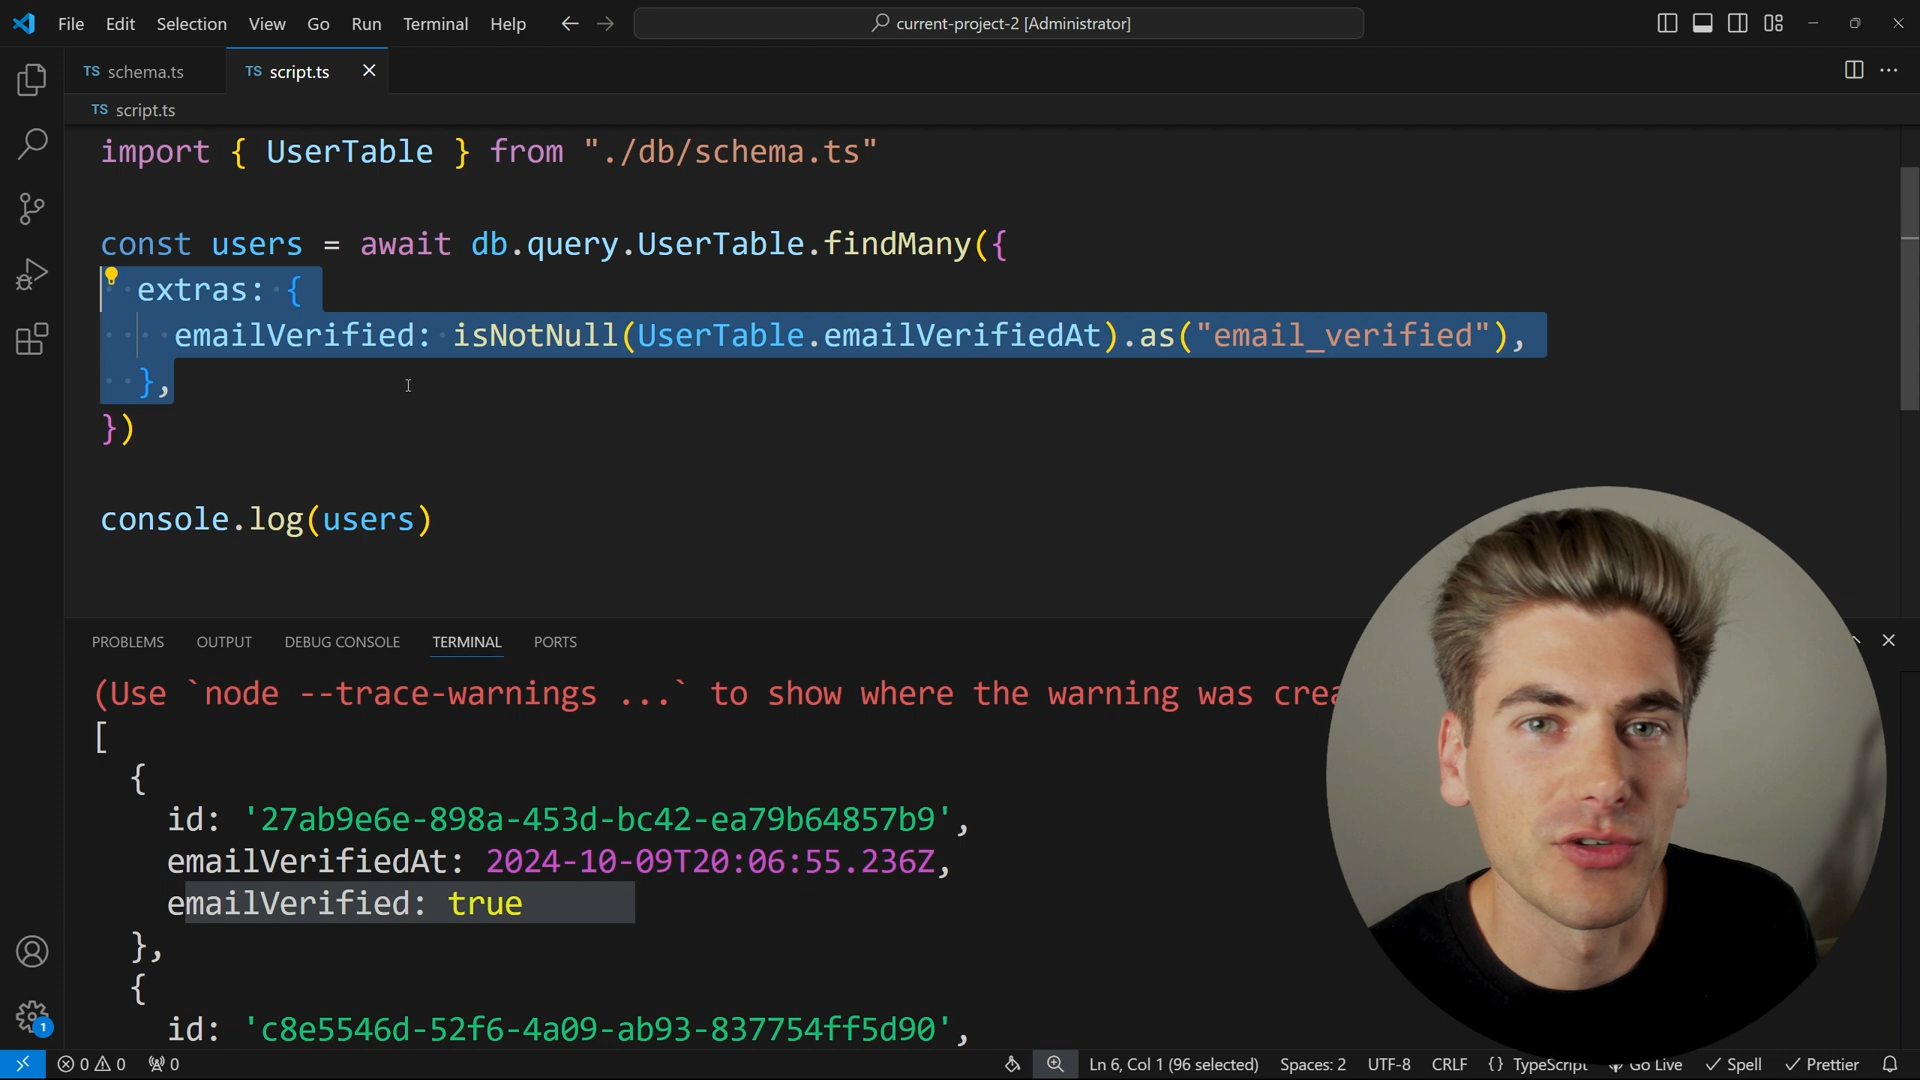 File Edit Selection View Go Run Terminal Help
current-project-2 [Administrator]
TS schema.ts
TS script.ts
TS script.ts
import { UserTable } from "./db/schema.ts"
const users = await db.query.UserTable.findMany({
extras: {
emailVerified: isNotNull(UserTable.emailVerifiedAt).as("email_verified"),
},
})
console.log(users)
PROBLEMS OUTPUT DEBUG CONSOLE TERMINAL PORTS
(Use `node --trace-warnings ...` to show where the warning was crea
[
{
id: '27ab9e6e-898a-453d-bc42-ea79b64857b9',
emailVerifiedAt: 2024-10-09T20:06:55.236Z,
emailVerified: true
},
{
id: 'c8e5546d-52f6-4a09-ab93-837754ff5d90',
1
0 0 0 Ln 6, Col 1 (96 selected) Spaces: 2 UTF-8 CRLF {} TypeScript Go Live Spell Prettier